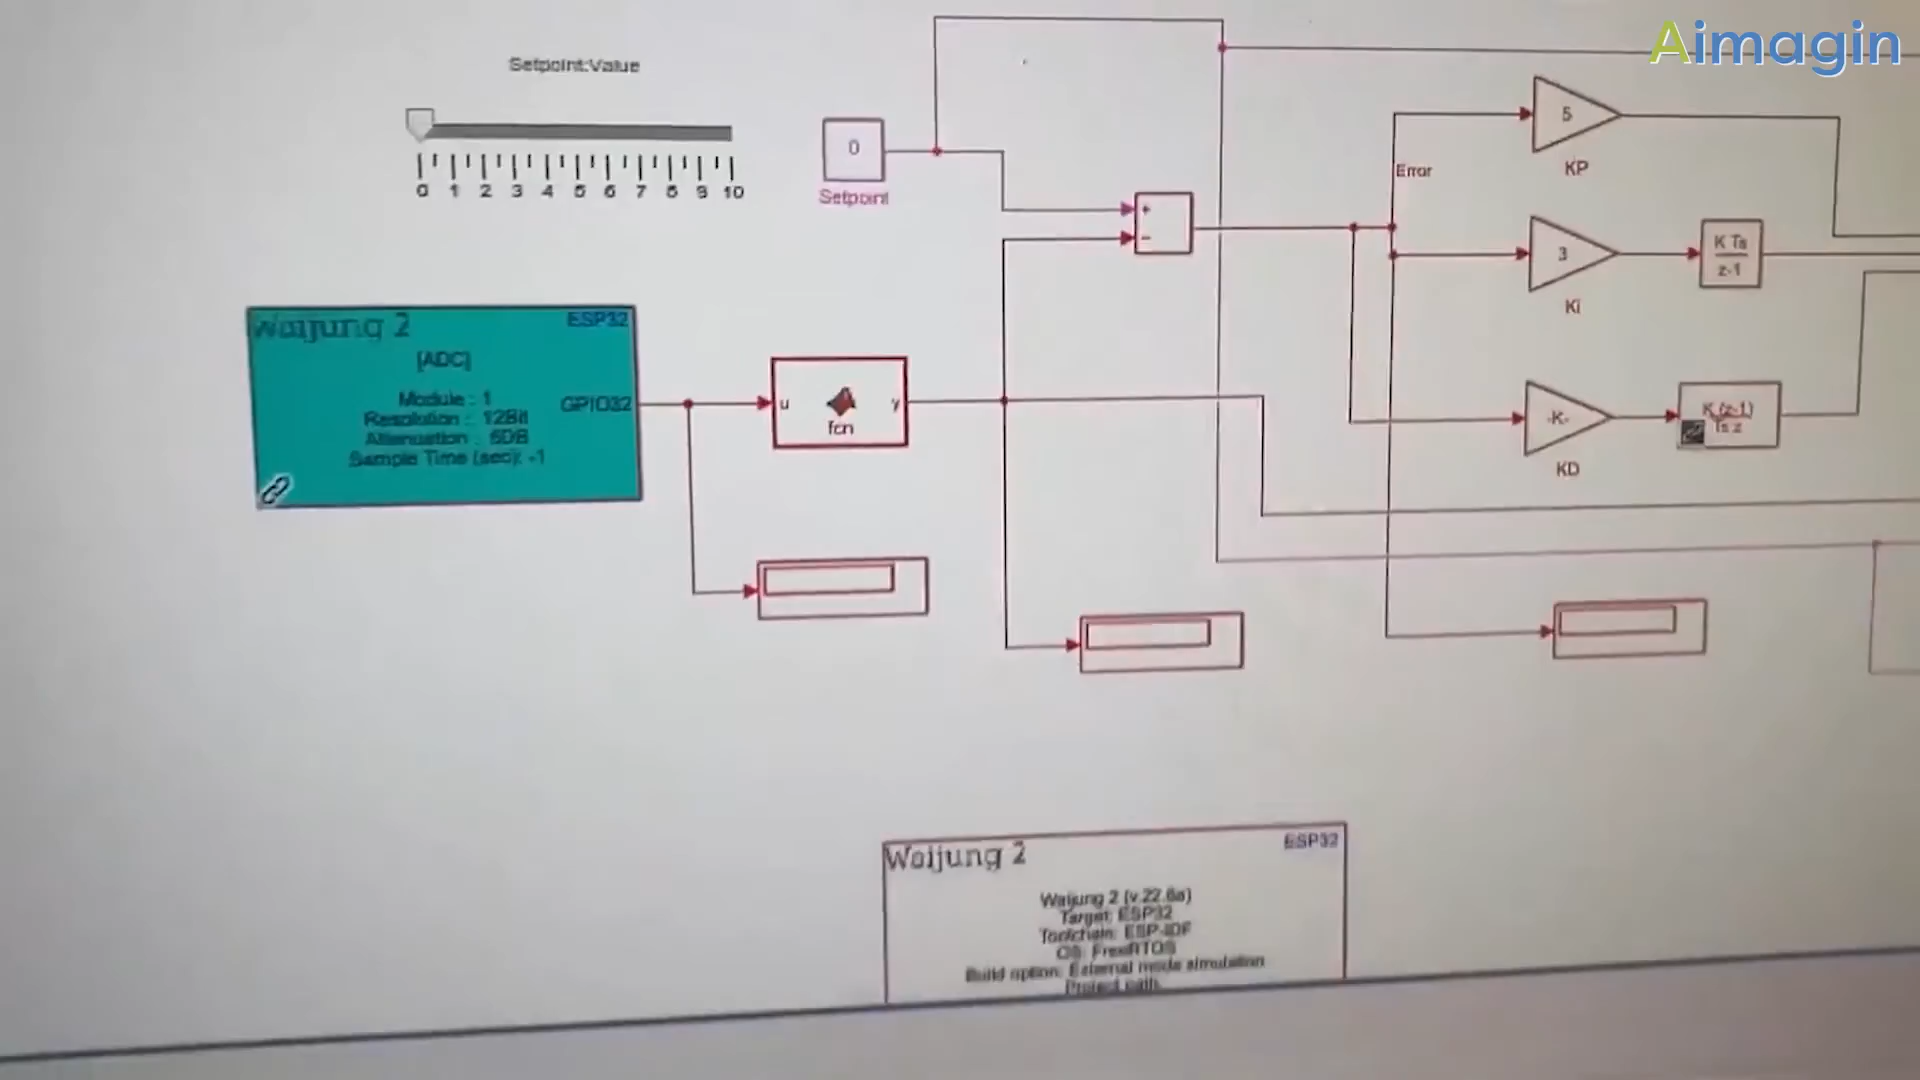 Aimagin
Setpoint:Value
0 1 2 3 4 5 6 7 8 9 10
0
Setpoint
+
−
Error
5
KP
3
Ki
K Ts
z-1
-K-
KD
K (z-1)
Ts z
Waijung 2
ESP32
[ADC]
Module : 1
Resolution : 12Bit
Attenuation : 6DB
Sample Time (sec): -1
GPIO32
u
y
fcn
Waijung 2
ESP32
Waijung 2 (v.22.6a)
Target: ESP32
Toolchain: ESP-IDF
OS: FreeRTOS
Build option: External mode simulation
Project path